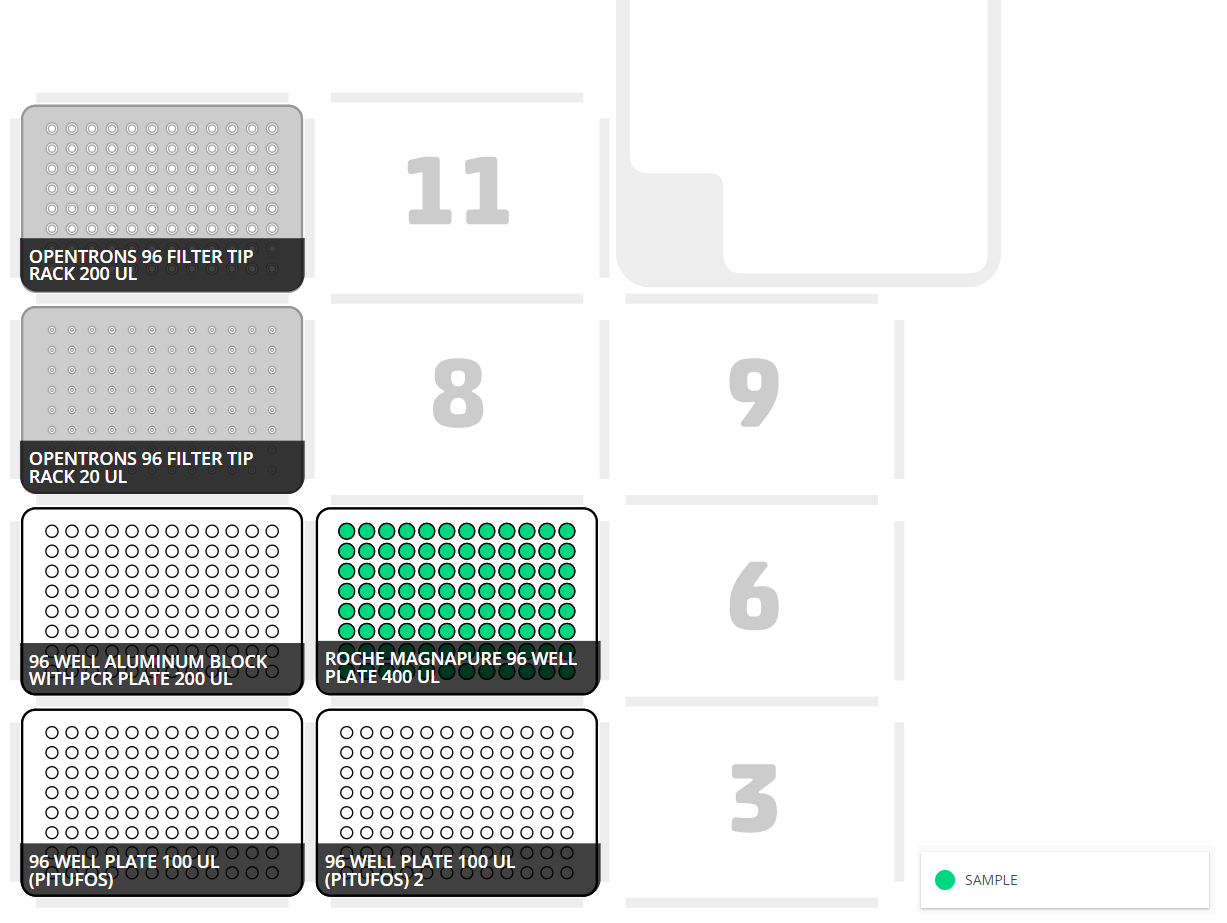 OPENTRONS 96 FILTER TIP
RACK 200 UL
11
OPENTRONS 96 FILTER TIP
RACK 20 UL
8
9
96 WELL ALUMINUM BLOCK
WITH PCR PLATE 200 UL
ROCHE MAGNAPURE 96 WELL
PLATE 400 UL
6
96 WELL PLATE 100 UL
(PITUFOS)
96 WELL PLATE 100 UL
(PITUFOS) 2
3
SAMPLE